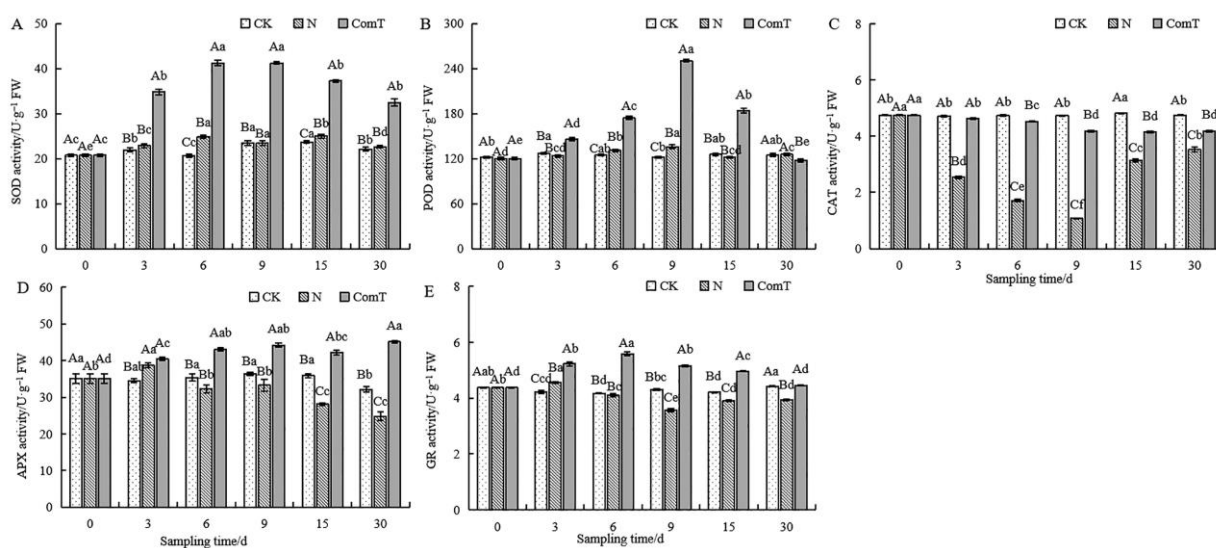 A
CK N ComT
SOD activity/U·g⁻¹ FW
50
40
30
20
10
0
Ac Ae Ac
Bb Bc Ab
Cc Ba Aa
Ba Ba Aa
Ca Bb Ab
Bb Bd Ab
0 3 6 9 15 30
B
CK N ComT
POD activity/U·g⁻¹ FW
300
240
180
120
60
0
Ab Ad Ae
Ba Bcd Ad
Cab Bb Ac
Cb Ba Aa
Bab Bcd Ab
Aab Ac Be
0 3 6 9 15 30
C
CK N ComT
CAT activity/U·g⁻¹ FW
8
6
4
2
0
Ab Aa Aa
Ab Bd Ab
Ab Ce Bc
Ab Cf Bd
Aa Cc Bd
Ab Cb Bd
0 3 6 9 15 30
Sampling time/d
D
CK N ComT
APX activity/U·g⁻¹ FW
60
50
40
30
20
10
0
Aa Ab Ad
Bab Aa Ac
Ba Bb Aab
Ba Bb Aab
Ba Cc Abc
Bb Cc Aa
0 3 6 9 15 30
Sampling time/d
E
CK N ComT
GR activity/U·g⁻¹ FW
8
6
4
2
0
Aab Ab Ad
Ccd Ba Ab
Bd Bc Aa
Bbc Ce Ab
Bd Cd Ac
Aa Bd Ad
0 3 6 9 15 30
Sampling time/d